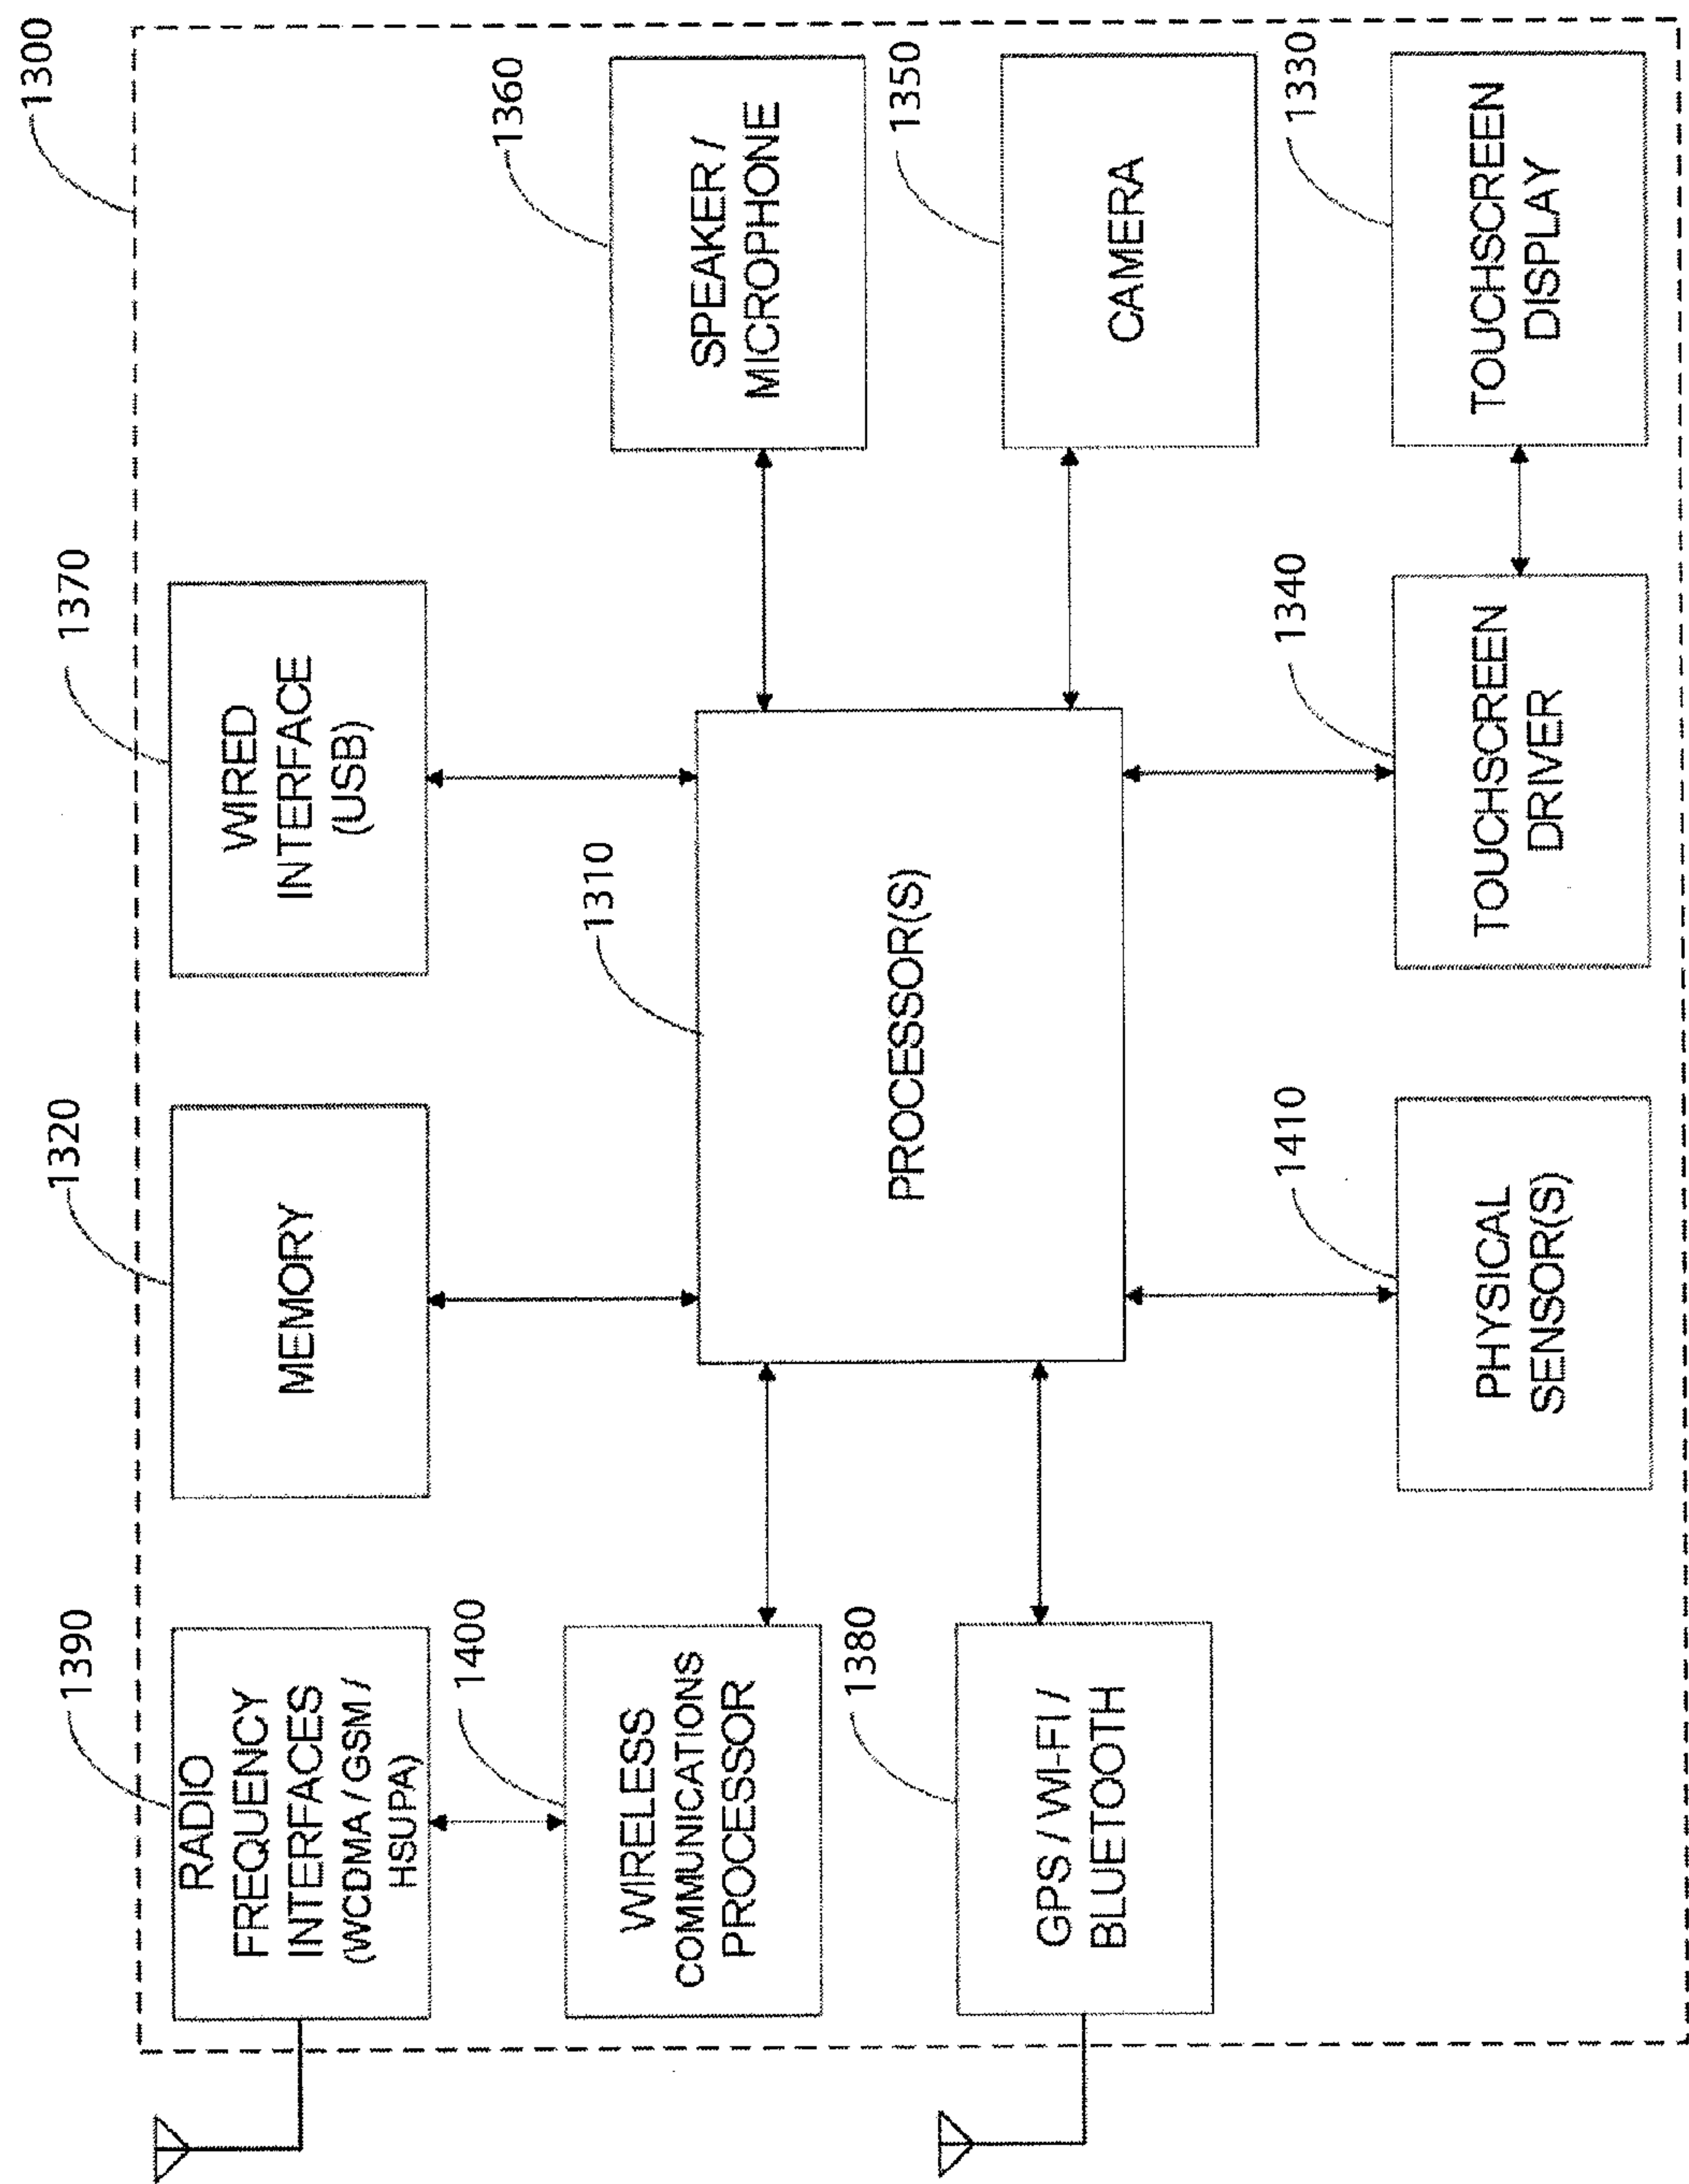 1300
1390
RADIO
FREQUENCY
INTERFACES
(WCDMA / GSM /
HSUPA)
1320
MEMORY
1370
WIRED
INTERFACE
(USB)
1400
WIRELESS
COMMUNICATIONS
PROCESSOR
1310
PROCESSOR(S)
1360
SPEAKER /
MICROPHONE
1380
GPS / WI-FI /
BLUETOOTH
1350
CAMERA
1410
PHYSICAL
SENSOR(S)
1340
TOUCHSCREEN
DRIVER
1330
TOUCHSCREEN
DISPLAY